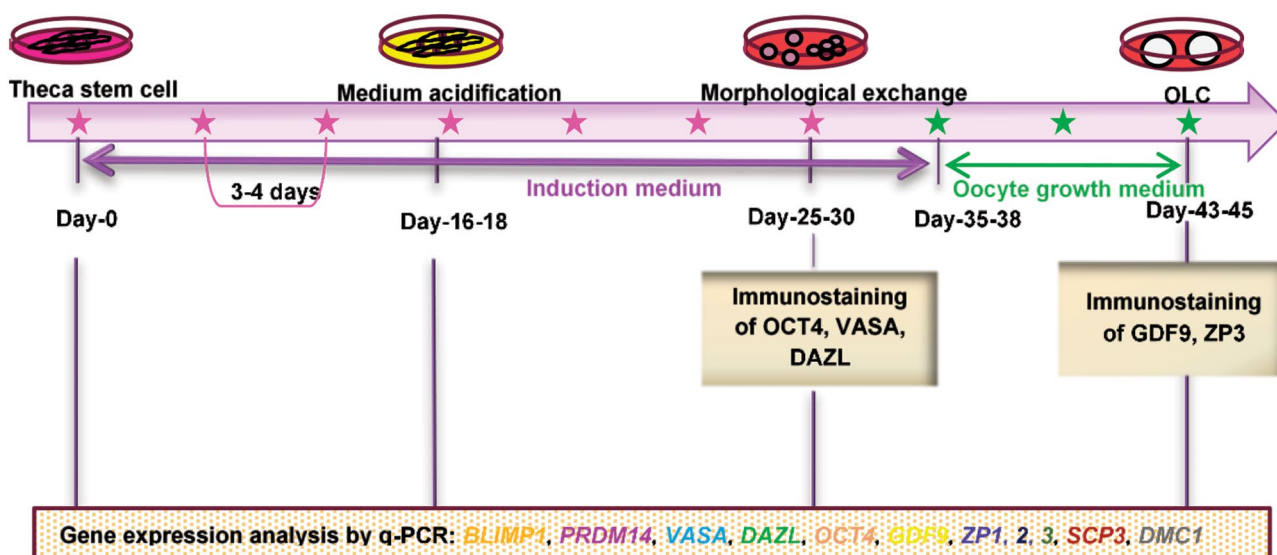 Theca stem cell
Medium acidification
Morphological exchange
OLC
3-4 days
Induction medium
Oocyte growth medium
Day-0
Day-16-18
Day-25-30
Day-35-38
Day-43-45
Immunostaining
of OCT4, VASA,
DAZL
Immunostaining
of GDF9, ZP3
Gene expression analysis by q-PCR: BLIMP1, PRDM14, VASA, DAZL, OCT4, GDF9, ZP1, 2, 3, SCP3, DMC1